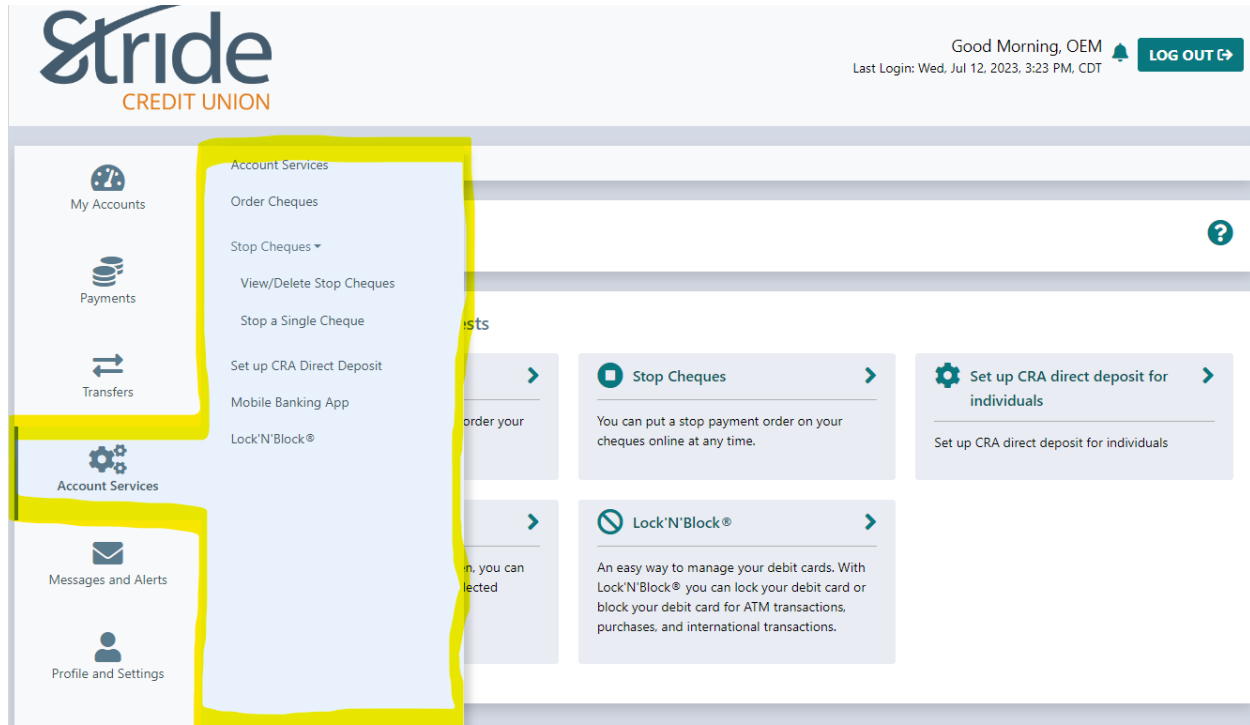 Stride
CREDIT UNION
Good Morning, OEM
Last Login: Wed, Jul 12, 2023, 3:23 PM, CDT
LOG OUT
My Accounts
Payments
Transfers
Account Services
Messages and Alerts
Profile and Settings
Account Services
Order Cheques
Stop Cheques
View/Delete Stop Cheques
Stop a Single Cheque
Set up CRA Direct Deposit
Mobile Banking App
Lock'N'Block®
order your
Stop Cheques
You can put a stop payment order on your
cheques online at any time.
Set up CRA direct deposit for
individuals
Set up CRA direct deposit for individuals
you can
Lock'N'Block®
An easy way to manage your debit cards. With
Lock'N'Block® you can lock your debit card or
block your debit card for ATM transactions,
purchases, and international transactions.